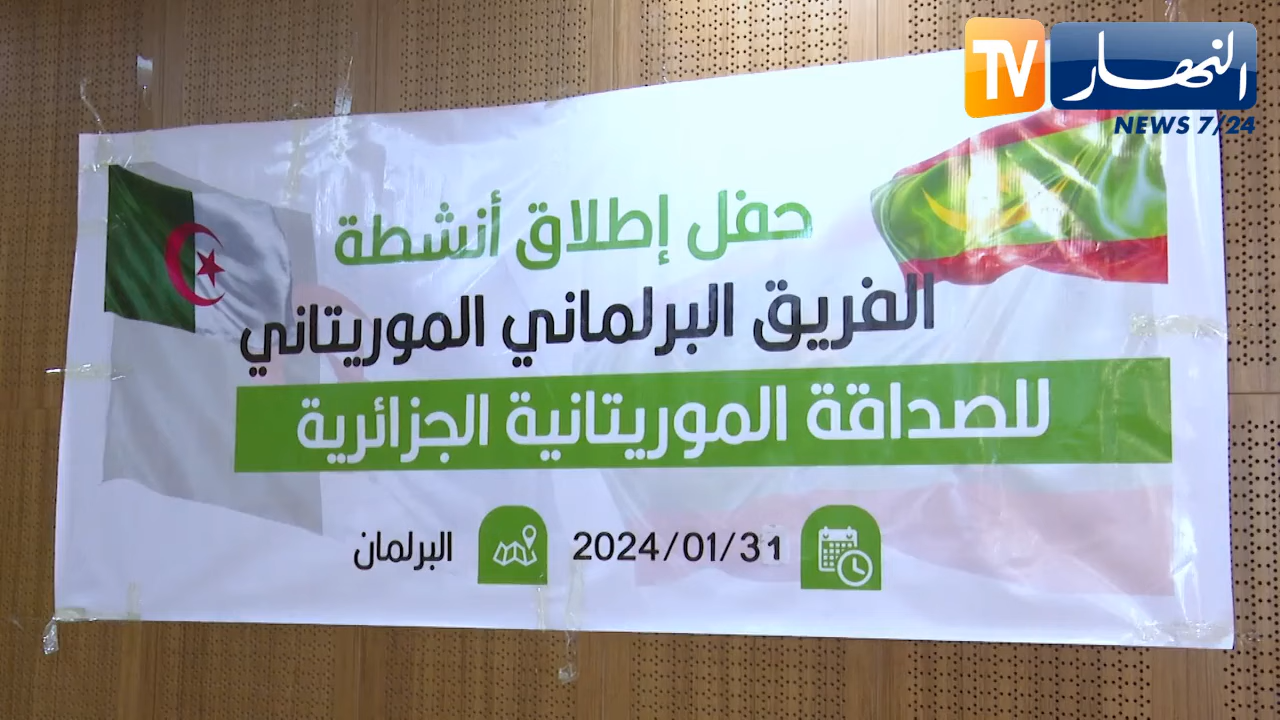 TV النهار
NEWS 7/24
حفل إطلاق أنشطة
الفريق البرلماني الموريتاني
للصداقة الموريتانية الجزائرية
2024/01/31
البرلمان